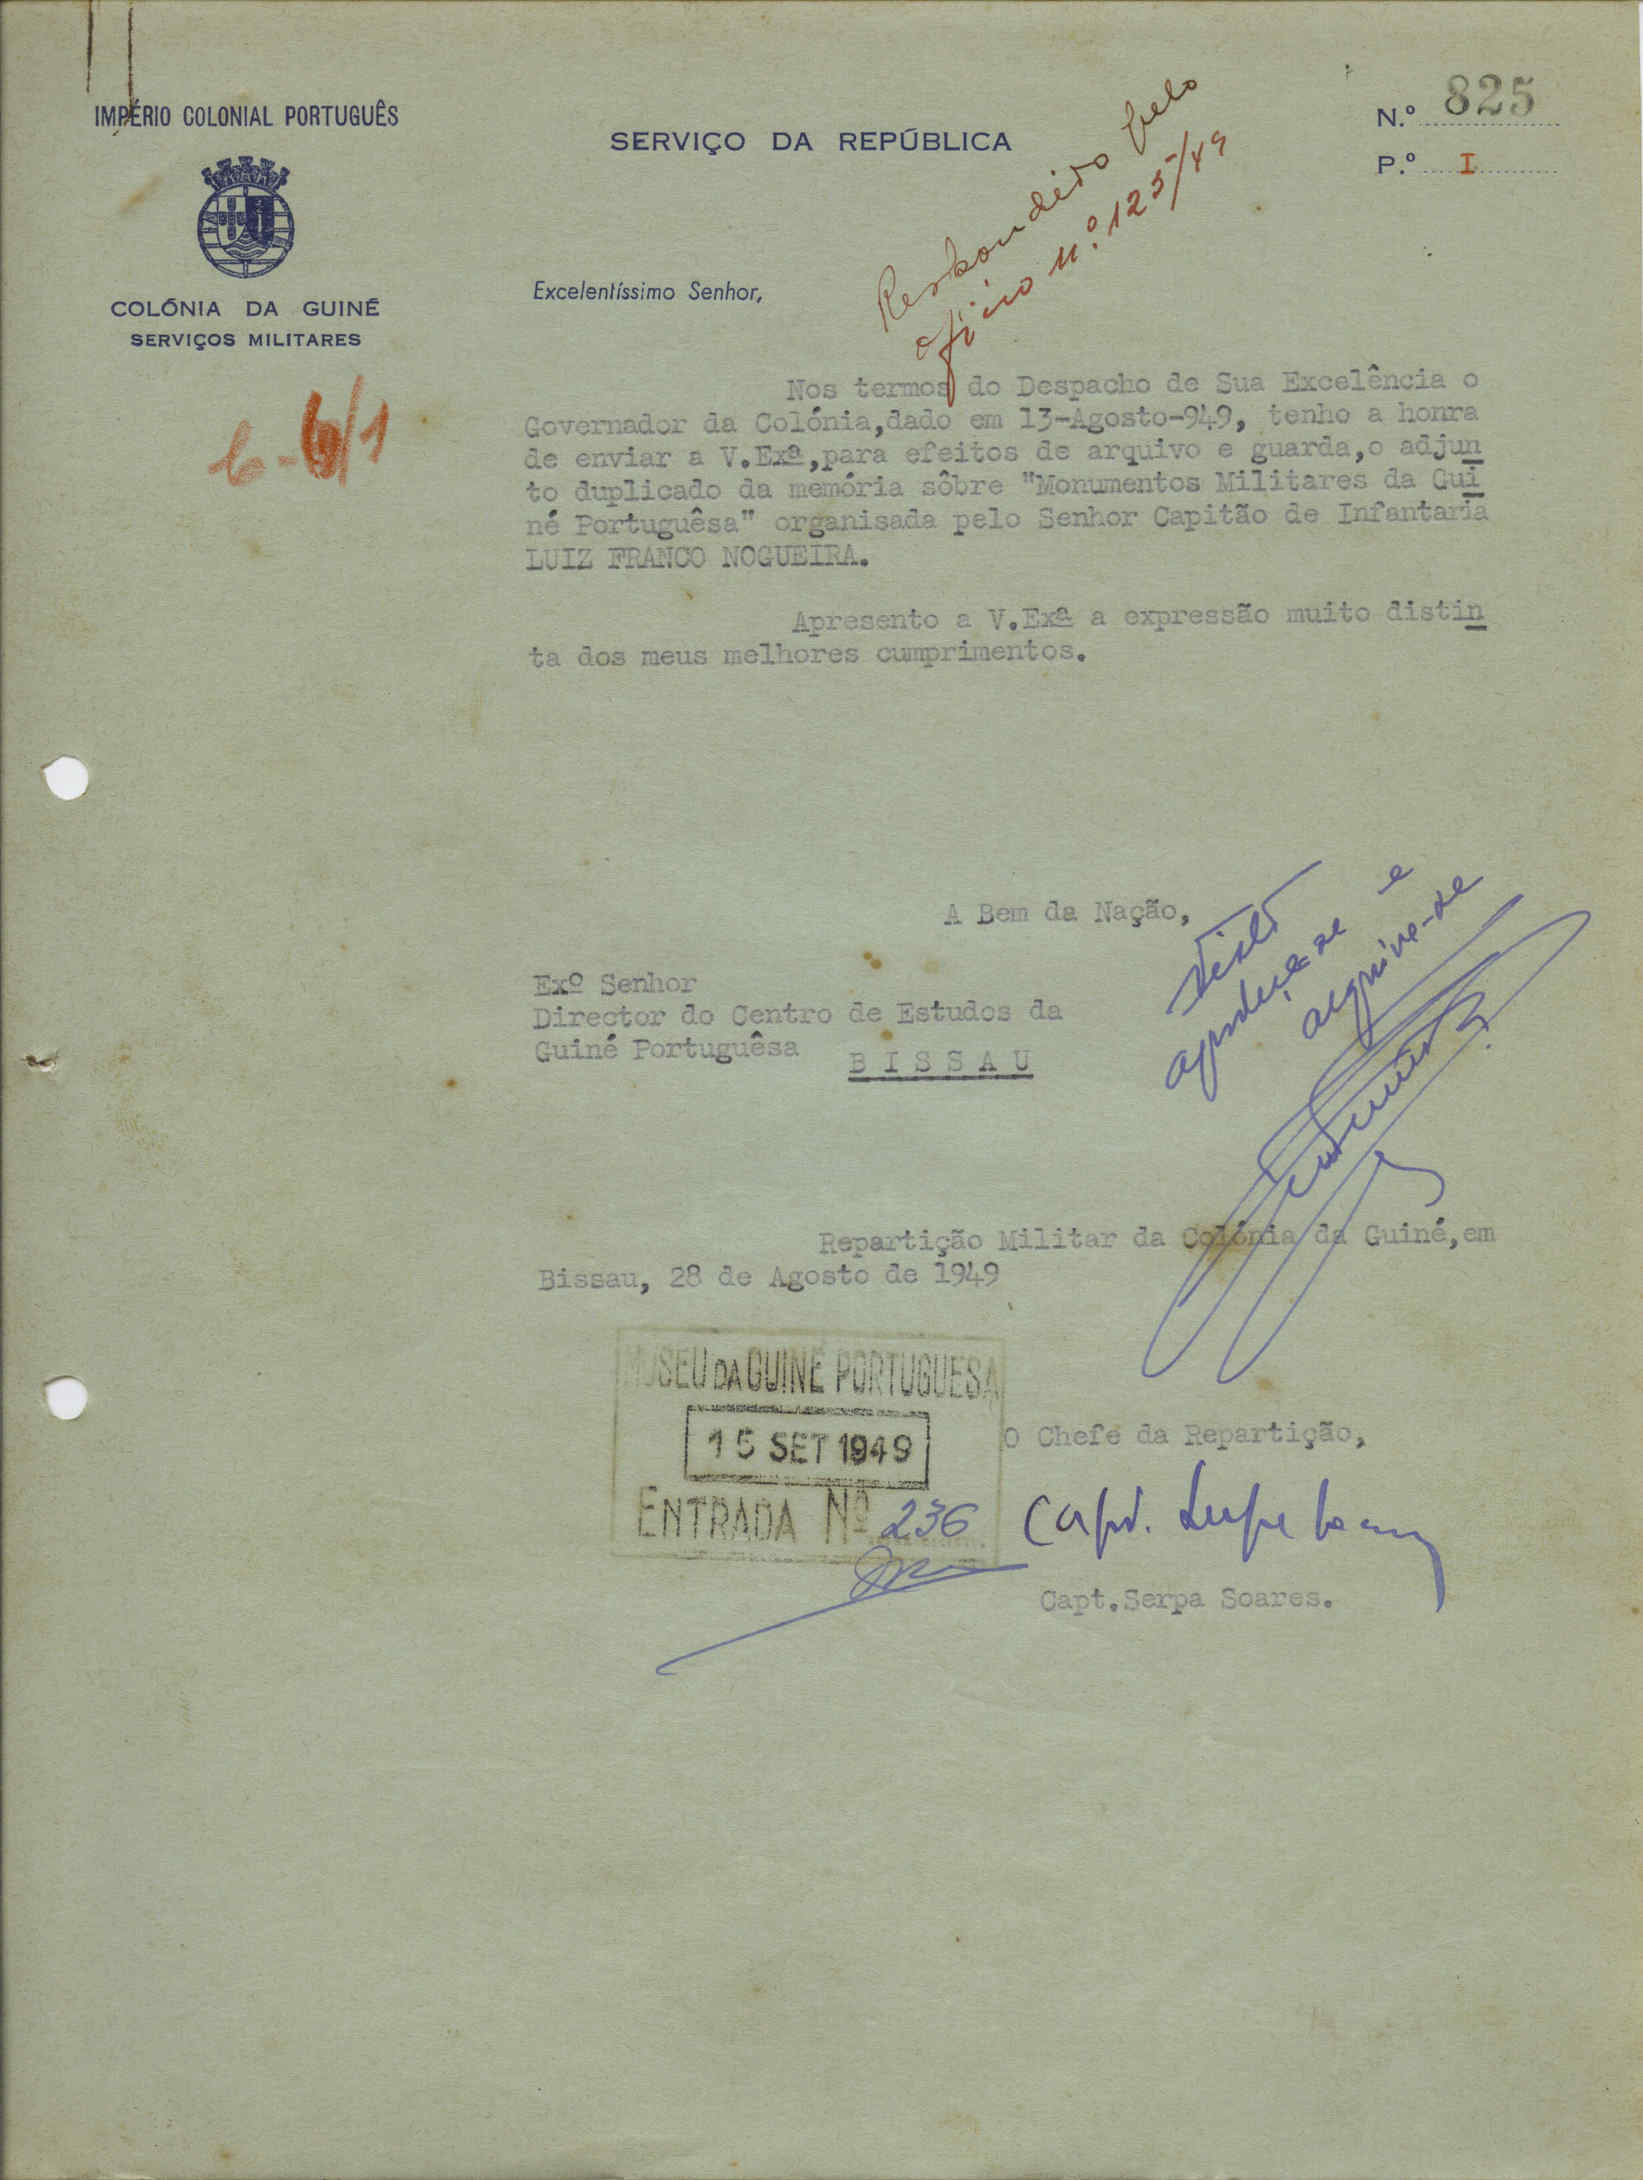 IMPÉRIO COLONIAL PORTUGUÊS
COLÓNIA DA GUINÉ
SERVIÇOS MILITARES
SERVIÇO DA REPÚBLICA
N.º 825
P.º I
Respondido pelo
ofício n.º 125/49
6-6/1
Excelentíssimo Senhor,
Nos termos do Despacho de Sua Excelência o
Governador da Colónia,dado em 13-Agosto-949, tenho a honra
de enviar a V.Exª,para efeitos de arquivo e guarda,o adjun
to duplicado da memória sôbre "Monumentos Militares da Gui
né Portuguêsa" organisada pelo Senhor Capitão de Infantaria
LUIZ FRANCO NOGUEIRA.
Apresento a V.Exª a expressão muito distin
ta dos meus melhores cumprimentos.
A Bem da Nação,
Visto
agradeça-se e
arquive-se
Exº Senhor
Director do Centro de Estudos da
Guiné Portuguêsa
B I S S A U
Repartição Militar da Colónia da Guiné,em
Bissau, 28 de Agosto de 1949
MUSEU DA GUINÉ PORTUGUESA
15 SET 1949
ENTRADA Nº 236
O Chefe da Repartição,
Capt. Serpa Soares
Capt.Serpa Soares.